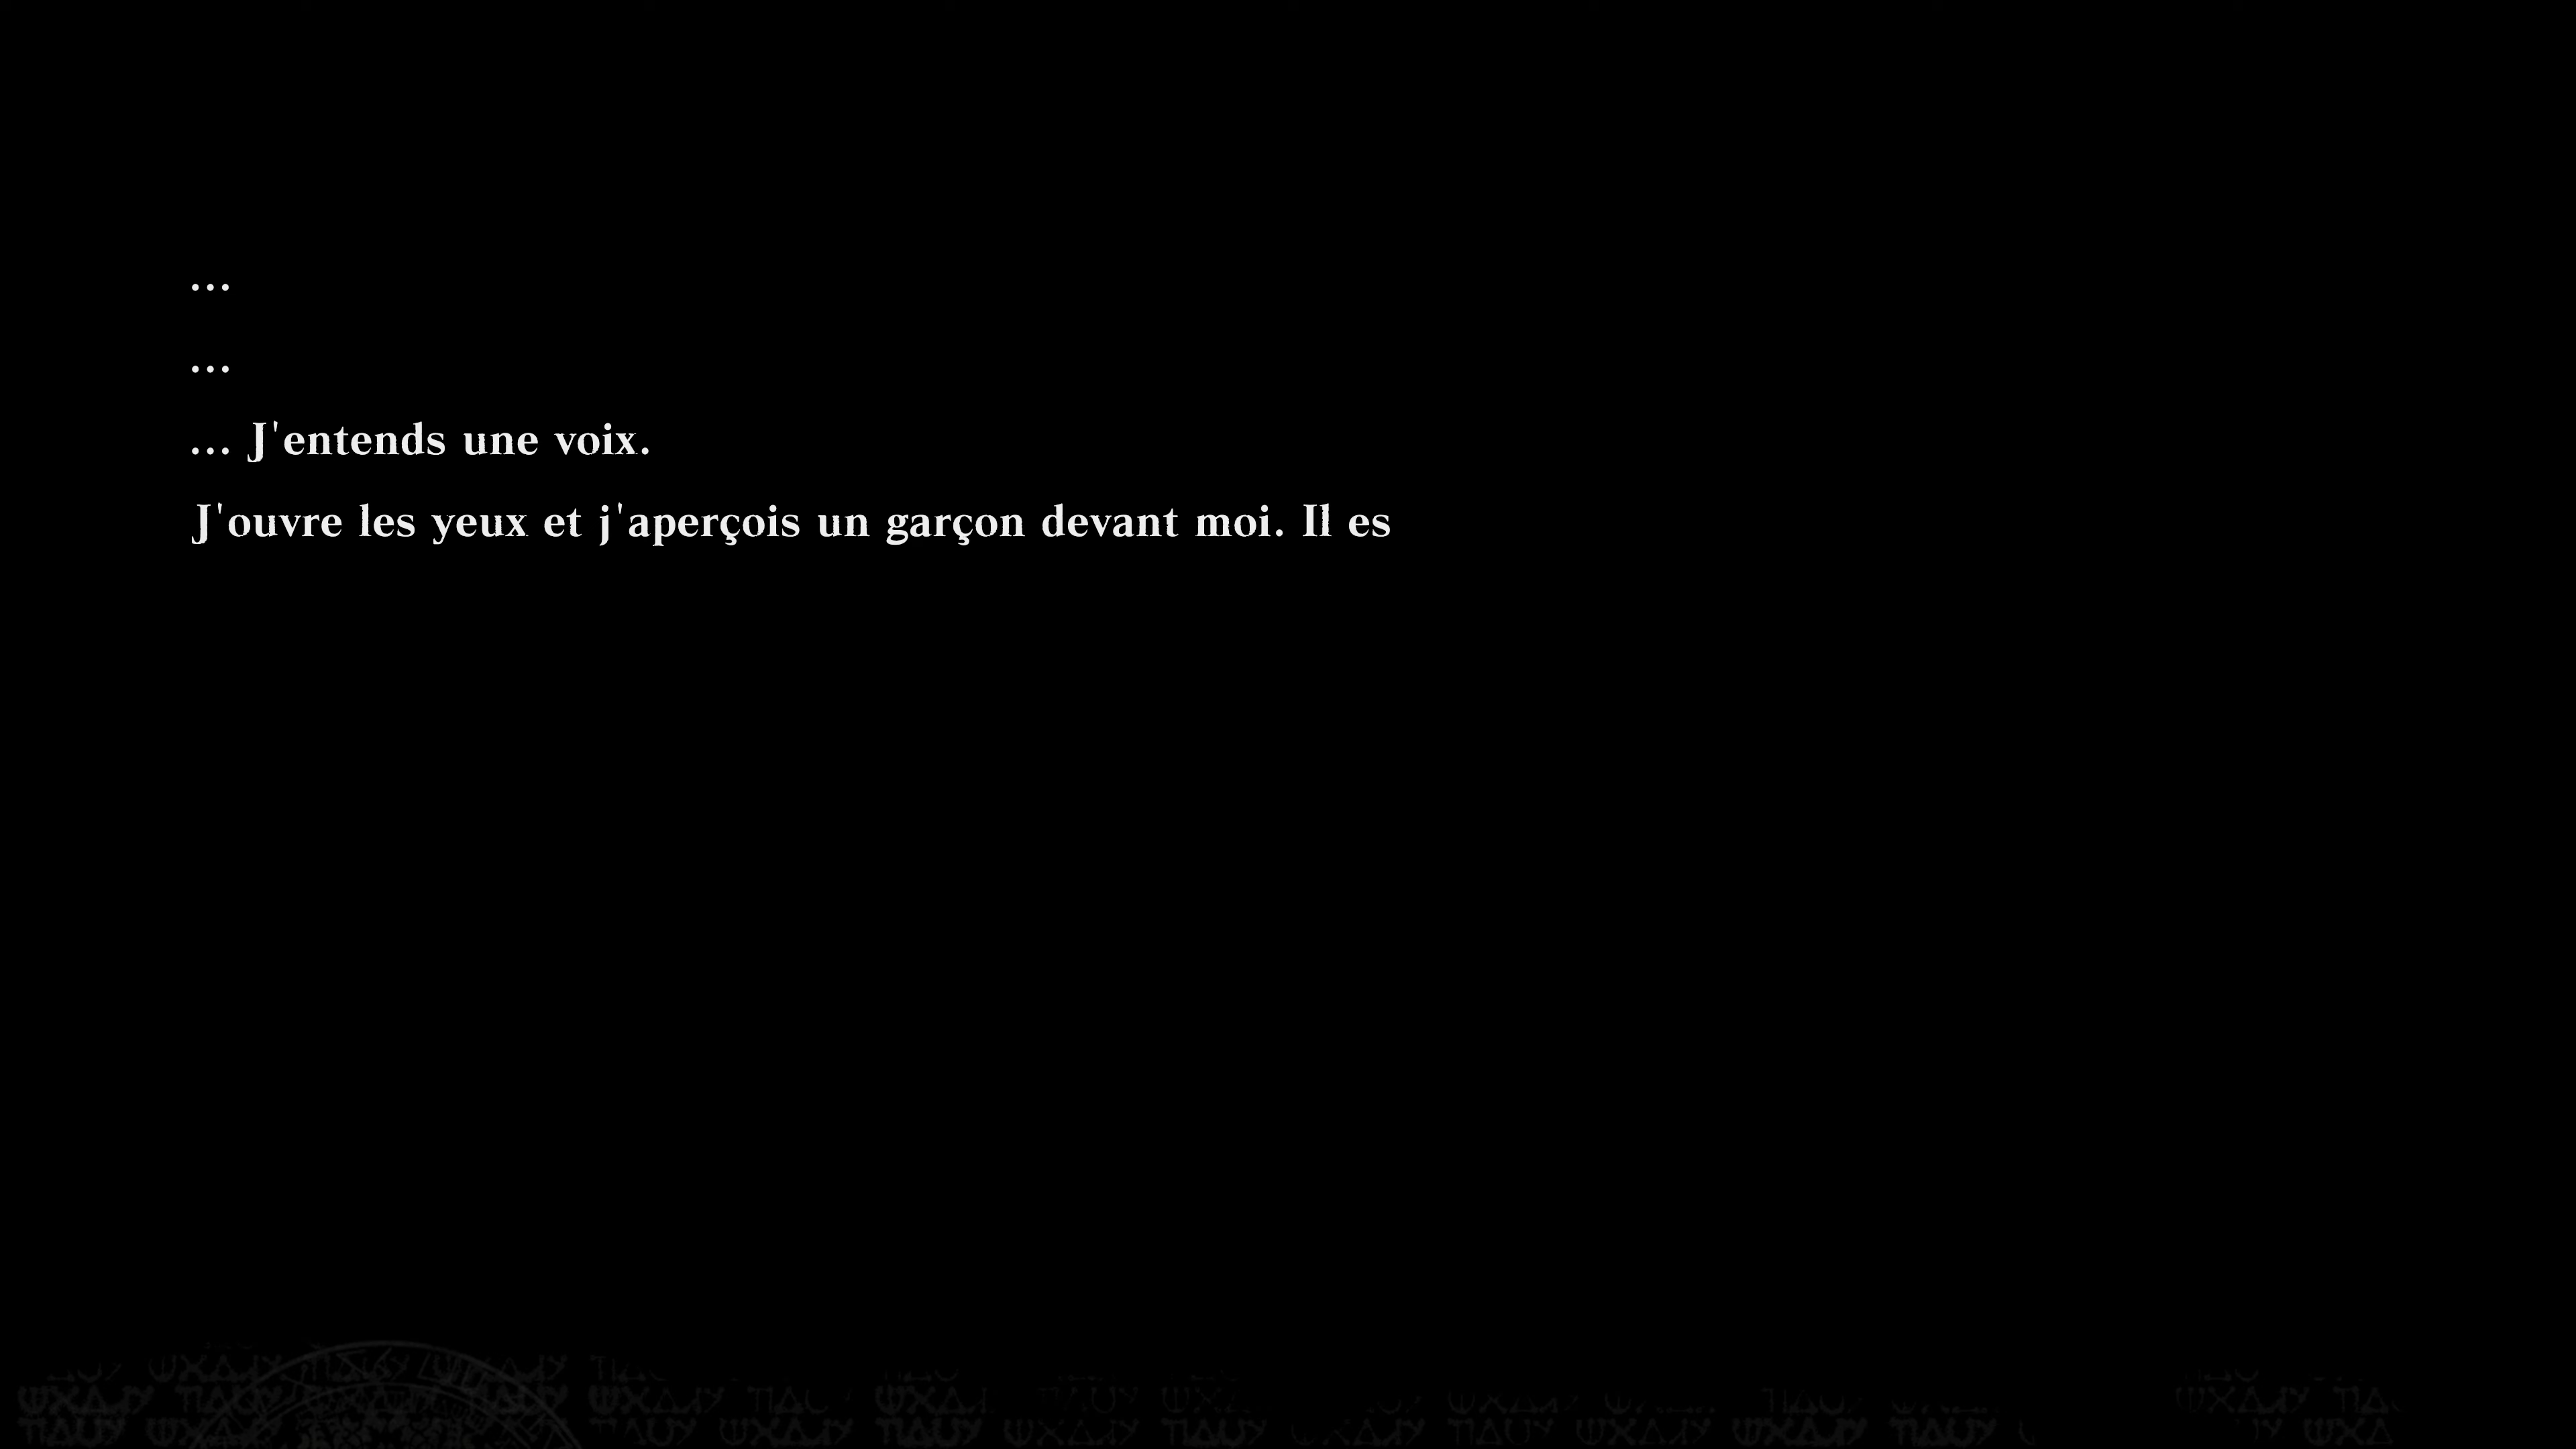 ...
...
... J'entends une voix.
J'ouvre les yeux et j'aperçois un garçon devant moi. Il es